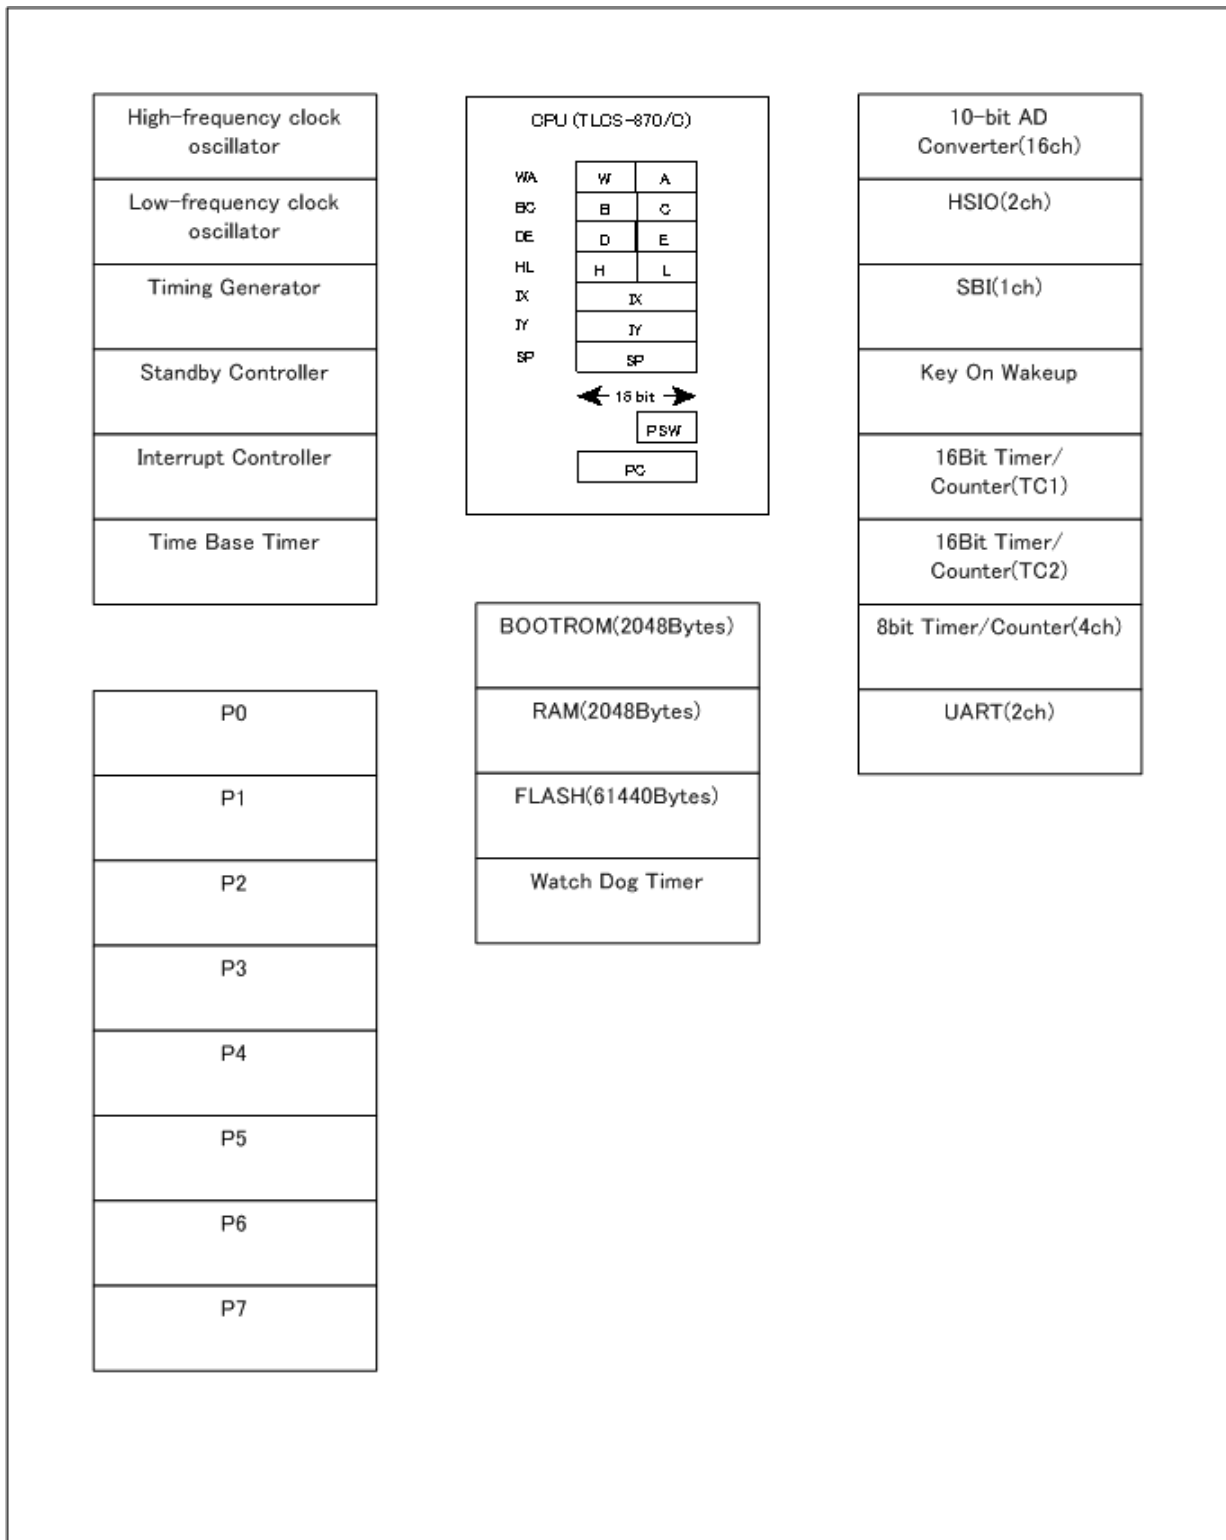 High-frequency clock
oscillator
Low-frequency clock
oscillator
Timing Generator
Standby Controller
Interrupt Controller
Time Base Timer
P0
P1
P2
P3
P4
P5
P6
P7
CPU (TLCS-870/C)
WA W A
BC B C
DE D E
HL H L
IX IX
IY IY
SP SP
16 bit
PSW
PC
BOOTROM(2048Bytes)
RAM(2048Bytes)
FLASH(61440Bytes)
Watch Dog Timer
10-bit AD
Converter(16ch)
HSIO(2ch)
SBI(1ch)
Key On Wakeup
16Bit Timer/
Counter(TC1)
16Bit Timer/
Counter(TC2)
8bit Timer/Counter(4ch)
UART(2ch)